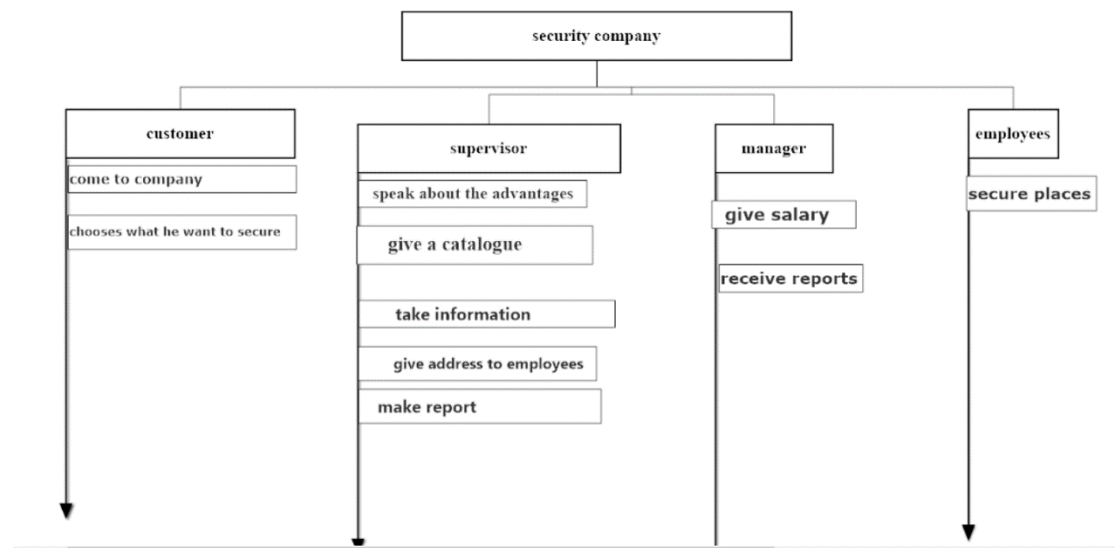 security company
customer
supervisor
manager
employees
come to company
chooses what he want to secure
speak about the advantages
give a catalogue
take information
give address to employees
make report
give salary
receive reports
secure places